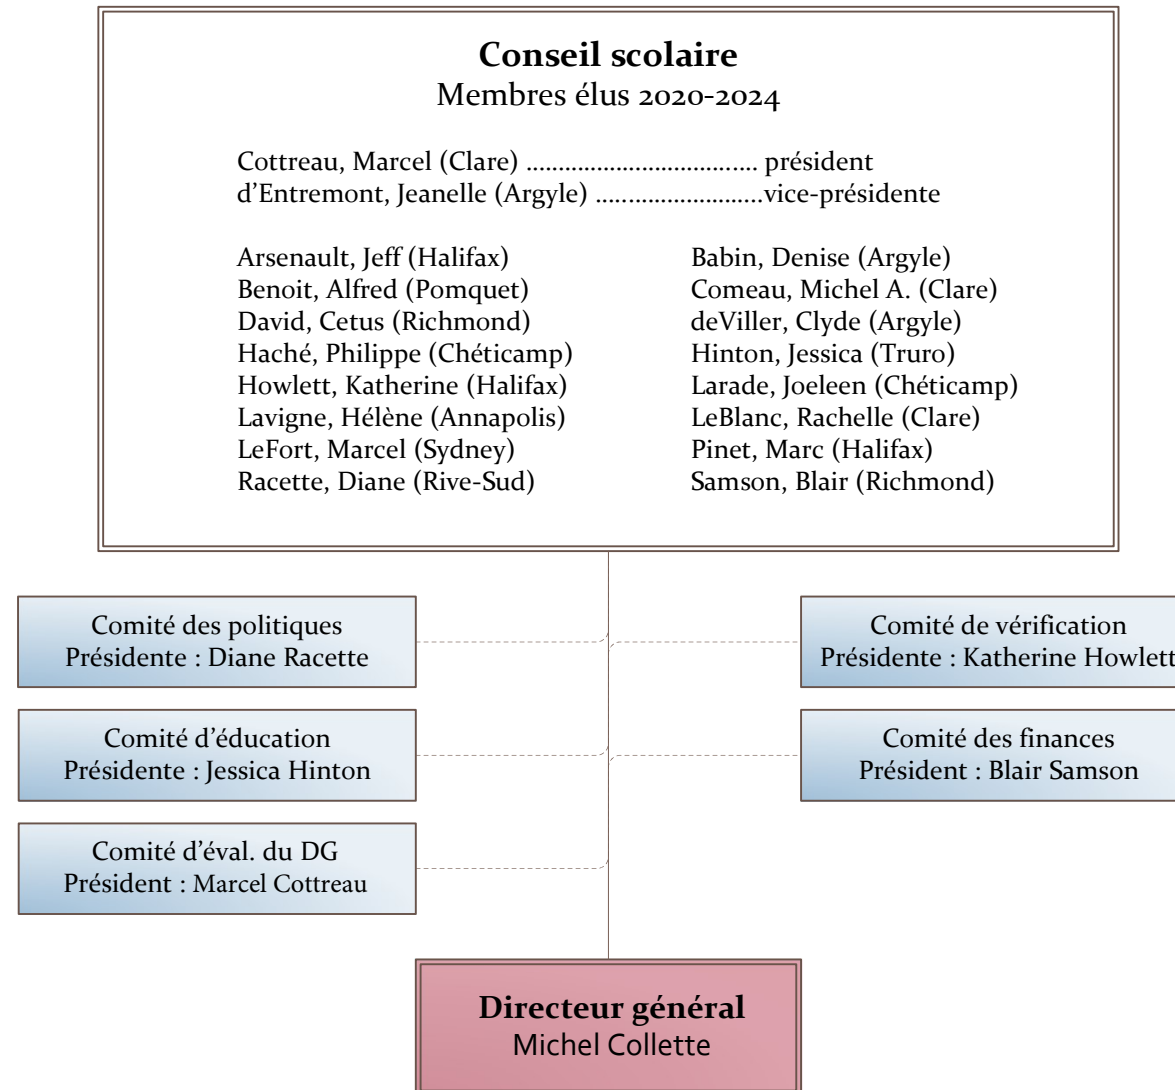 Conseil scolaire
Membres élus 2020-2024
Cottreau, Marcel (Clare) ..................................... président
d’Entremont, Jeanelle (Argyle) ...........................vice-présidente
Arsenault, Jeff (Halifax)
Benoit, Alfred (Pomquet)
David, Cetus (Richmond)
Haché, Philippe (Chéticamp)
Howlett, Katherine (Halifax)
Lavigne, Hélène (Annapolis)
LeFort, Marcel (Sydney)
Racette, Diane (Rive-Sud)
Babin, Denise (Argyle)
Comeau, Michel A. (Clare)
deViller, Clyde (Argyle)
Hinton, Jessica (Truro)
Larade, Joeleen (Chéticamp)
LeBlanc, Rachelle (Clare)
Pinet, Marc (Halifax)
Samson, Blair (Richmond)
Comité des politiques
Présidente : Diane Racette
Comité de vérification
Présidente : Katherine Howlett
Comité d’éducation
Présidente : Jessica Hinton
Comité des finances
Président : Blair Samson
Comité d’éval. du DG
Président : Marcel Cottreau
Directeur général
Michel Collette